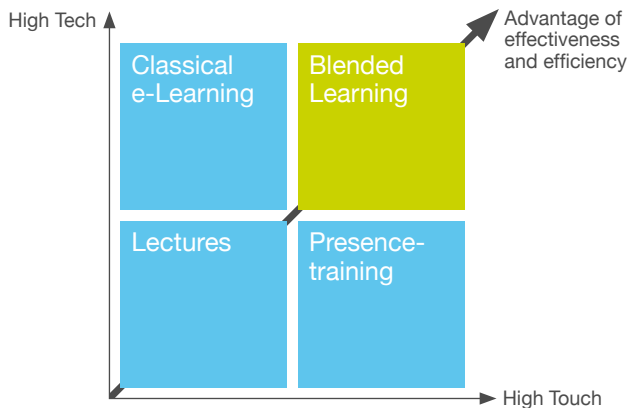 High Tech
Advantage of
effectiveness
and efficiency
Classical
e-Learning
Blended
Learning
Lectures
Presence-
training
High Touch